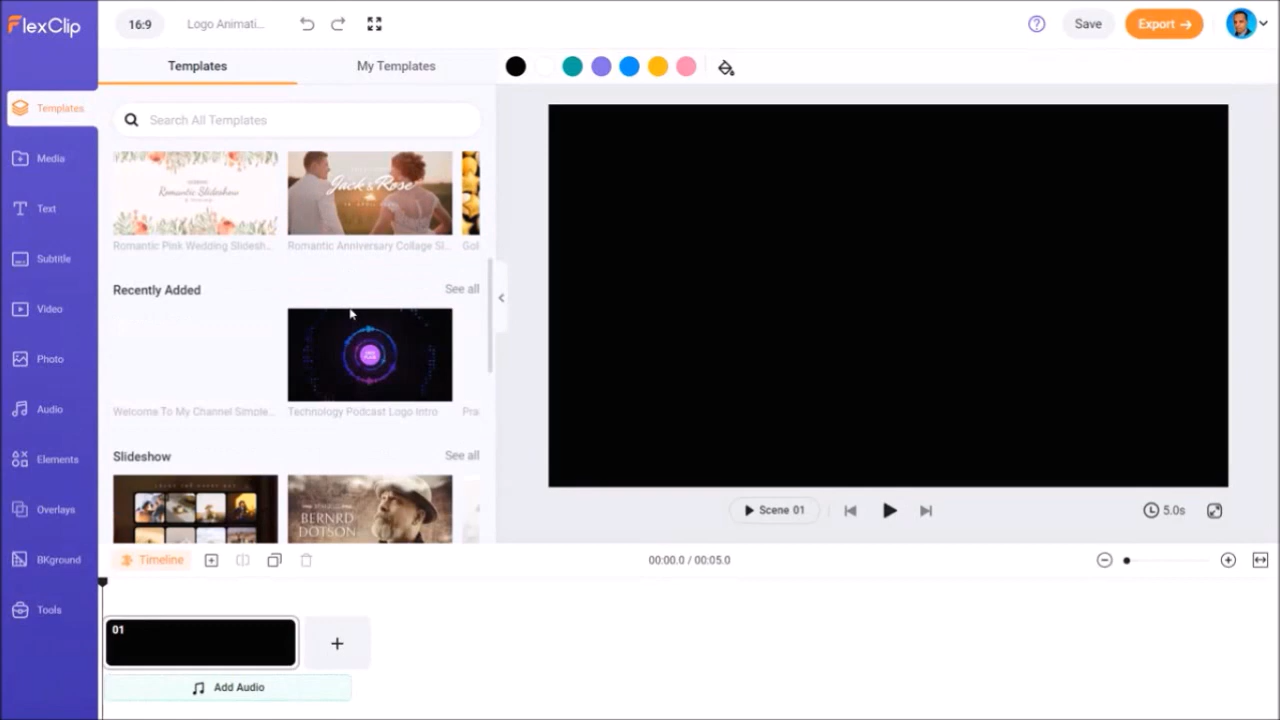 FlexClip
16:9
Logo Animati...
Save
Export →
Templates
My Templates
Search All Templates
Templates
Media
Text
Subtitle
Video
Photo
Audio
Elements
Overlays
BKground
Tools
Romantic Slideshow
Jack & Rose
Romantic Pink Wedding Slidesh...
Romantic Anniversary Collage Sl...
Gol
Recently Added
See all
Welcome To My Channel Simple...
Technology Podcast Logo Intro
Pra
Slideshow
See all
BERNRD
DOTSON
Scene 01
5.0s
Timeline
00:00.0 / 00:05.0
01
+
Add Audio